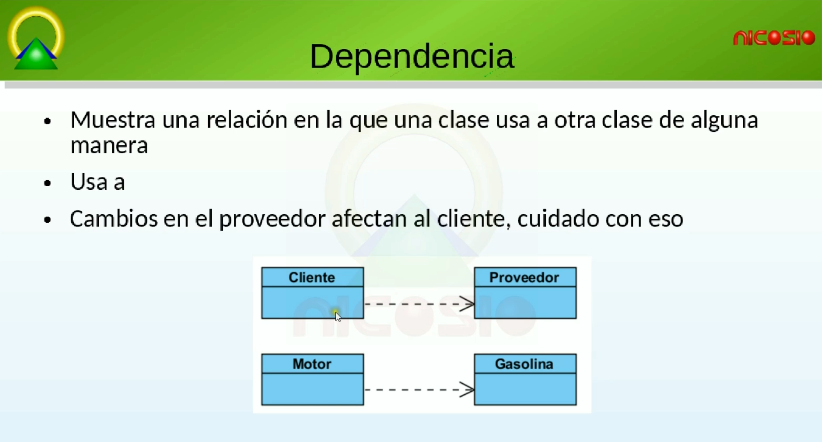 Dependencia
nicosio
• Muestra una relación en la que una clase usa a otra clase de alguna
manera
• Usa a
• Cambios en el proveedor afectan al cliente, cuidado con eso
Cliente
Proveedor
nicosio
Motor
Gasolina